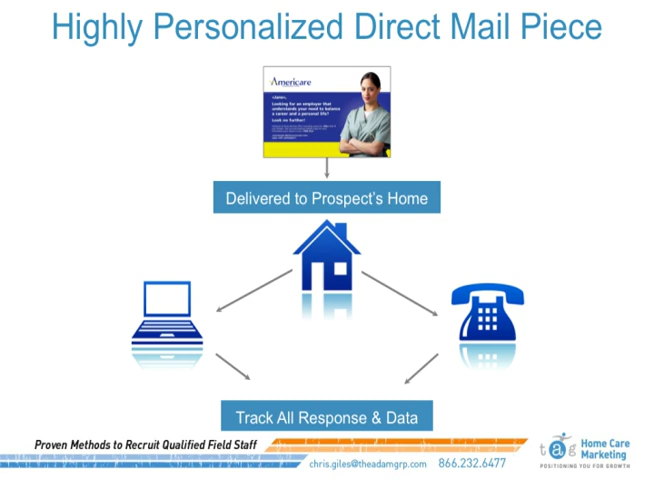 Highly Personalized Direct Mail Piece
Americare
Looking for an employer that
understands your need to balance
a career and a personal life?
Look no further!
Delivered to Prospect's Home
Track All Response & Data
Proven Methods to Recruit Qualified Field Staff
chris.giles@theadamgrp.com 866.232.6477
tag
Home Care
Marketing
POSITIONING YOU FOR GROWTH